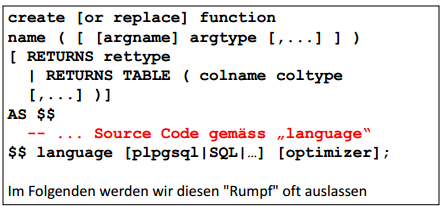 create [or replace] function
name ( [ [argname] argtype [,...] ] )
[ RETURNS rettype
| RETURNS TABLE ( colname coltype
[,...] )]
AS $$
-- ... Source Code gemäss „language“
$$ language [plpgsql|SQL|…] [optimizer];
Im Folgenden werden wir diesen "Rumpf" oft auslassen